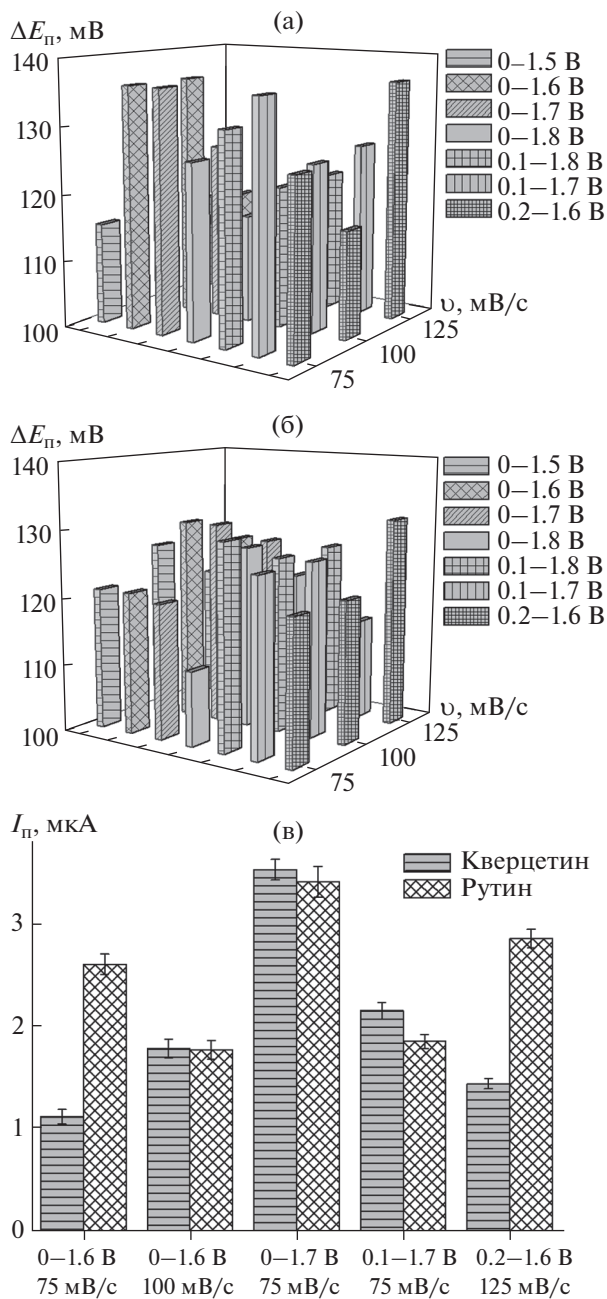 (а)
ΔEп, мВ
140
130
120
110
100
0–1.5 В
0–1.6 В
0–1.7 В
0–1.8 В
0.1–1.8 В
0.1–1.7 В
0.2–1.6 В
υ, мВ/с
125
100
75
(б)
ΔEп, мВ
140
130
120
110
100
0–1.5 В
0–1.6 В
0–1.7 В
0–1.8 В
0.1–1.8 В
0.1–1.7 В
0.2–1.6 В
υ, мВ/с
125
100
75
(в)
Iп, мкА
Кверцетин
Рутин
3
2
1
0
0–1.6 В 0–1.6 В 0–1.7 В 0.1–1.7 В 0.2–1.6 В
75 мВ/с 100 мВ/с 75 мВ/с 75 мВ/с 125 мВ/с